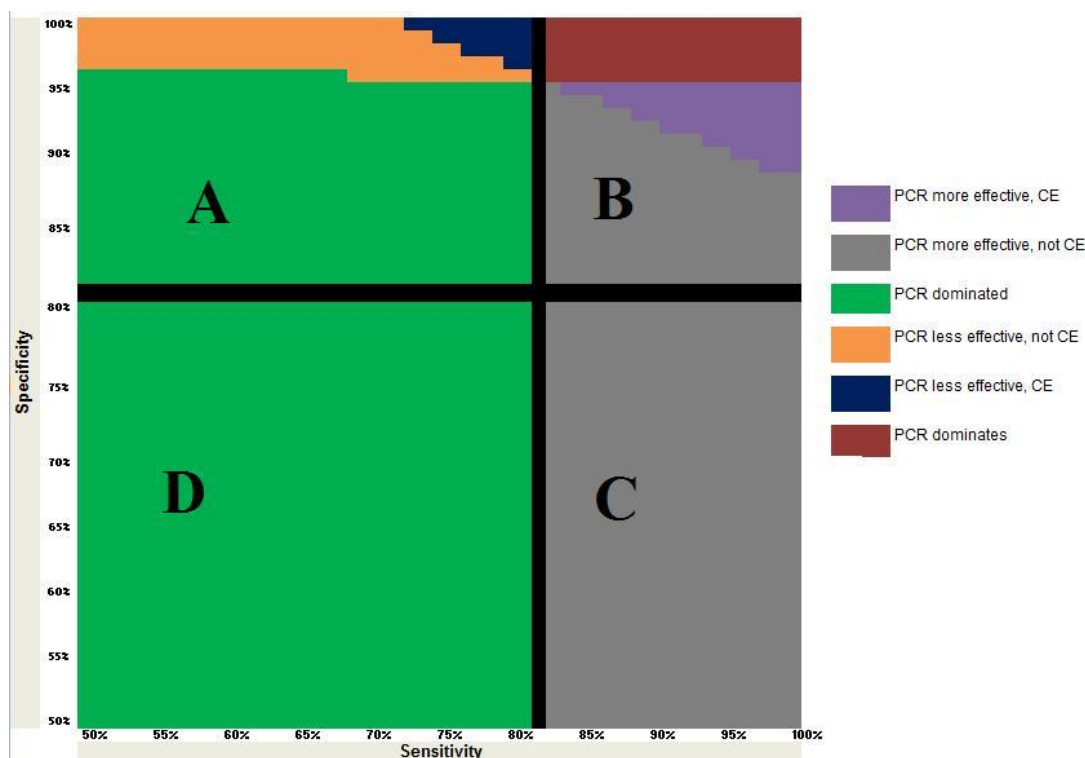 100%
95%
90%
85%
80%
75%
70%
65%
60%
55%
50%
Specificity
A
B
D
C
50% 55% 60% 65% 70% 75% 80% 85% 90% 95% 100%
Sensitivity
PCR more effective, CE
PCR more effective, not CE
PCR dominated
PCR less effective, not CE
PCR less effective, CE
PCR dominates